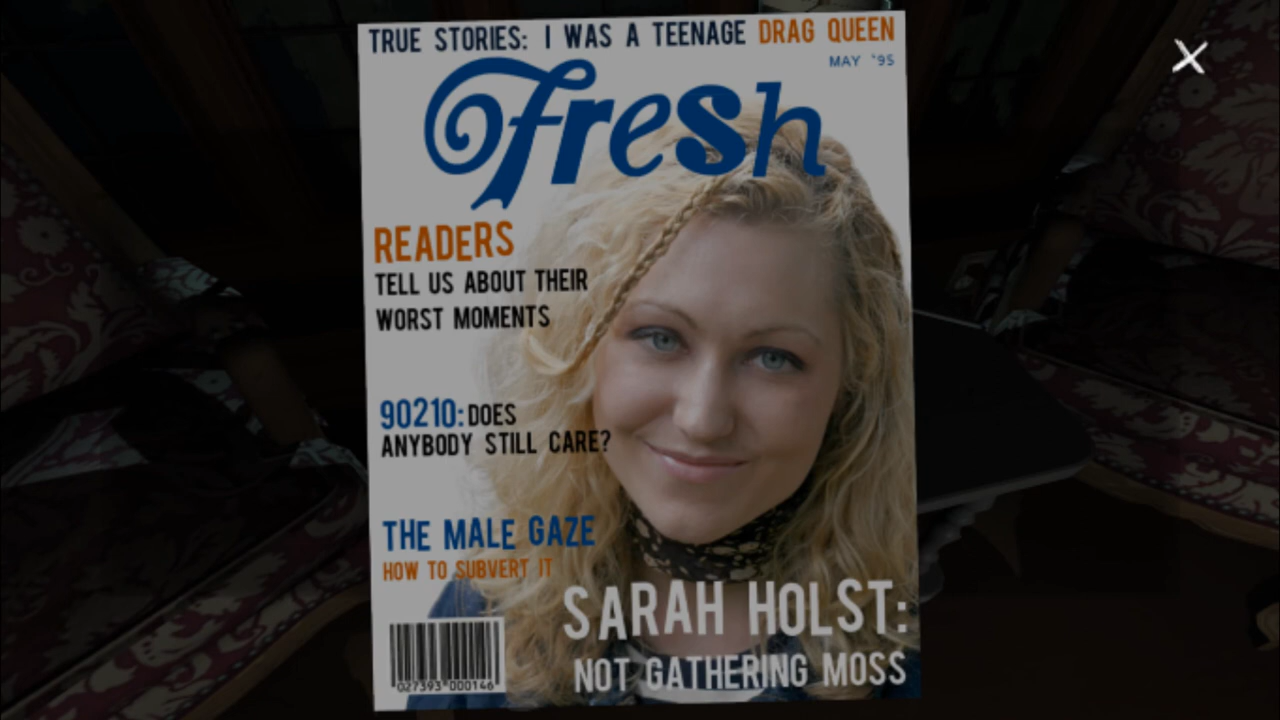 TRUE STORIES: I WAS A TEENAGE DRAG QUEEN
MAY '95
Fresh
READERS
TELL US ABOUT THEIR
WORST MOMENTS
90210: DOES
ANYBODY STILL CARE?
THE MALE GAZE
HOW TO SUBVERT IT
SARAH HOLST:
NOT GATHERING MOSS
027393 000146